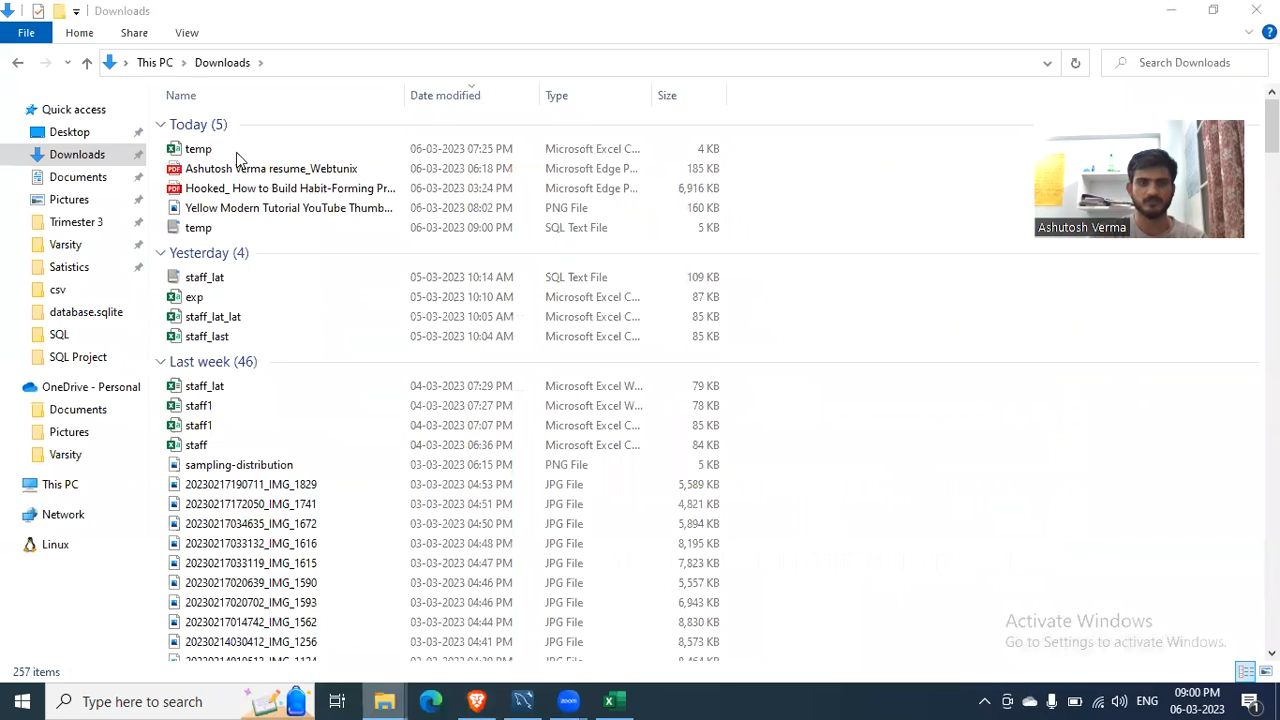 Downloads
File Home Share View
This PC Downloads Search Downloads
Name Date modified Type Size
Quick access
Desktop
Downloads
Documents
Pictures
Trimester 3
Varsity
Satistics
csv
database.sqlite
SQL
SQL Project
OneDrive - Personal
Documents
Pictures
Varsity
This PC
Network
Linux
Today (5)
temp 06-03-2023 07:25 PM Microsoft Excel C... 4 KB
Ashutosh Verma resume_Webtunix 06-03-2023 06:18 PM Microsoft Edge P... 185 KB
Hooked_ How to Build Habit-Forming Pr... 06-03-2023 03:24 PM Microsoft Edge P... 6,916 KB
Yellow Modern Tutorial YouTube Thumb... 06-03-2023 08:02 PM PNG File 160 KB
temp 06-03-2023 09:00 PM SQL Text File 5 KB
Yesterday (4)
staff_lat 05-03-2023 10:14 AM SQL Text File 109 KB
exp 05-03-2023 10:10 AM Microsoft Excel C... 87 KB
staff_lat_lat 05-03-2023 10:05 AM Microsoft Excel C... 85 KB
staff_last 05-03-2023 10:04 AM Microsoft Excel C... 85 KB
Last week (46)
staff_lat 04-03-2023 07:29 PM Microsoft Excel W... 79 KB
staff1 04-03-2023 07:27 PM Microsoft Excel W... 78 KB
staff1 04-03-2023 07:07 PM Microsoft Excel C... 85 KB
staff 04-03-2023 06:36 PM Microsoft Excel C... 84 KB
sampling-distribution 03-03-2023 06:15 PM PNG File 5 KB
20230217190711_IMG_1829 03-03-2023 04:53 PM JPG File 5,589 KB
20230217172050_IMG_1741 03-03-2023 04:51 PM JPG File 4,821 KB
20230217034635_IMG_1672 03-03-2023 04:50 PM JPG File 5,894 KB
20230217033132_IMG_1616 03-03-2023 04:48 PM JPG File 8,195 KB
20230217033119_IMG_1615 03-03-2023 04:47 PM JPG File 7,823 KB
20230217020639_IMG_1590 03-03-2023 04:46 PM JPG File 5,557 KB
20230217020702_IMG_1593 03-03-2023 04:46 PM JPG File 6,943 KB
20230217014742_IMG_1562 03-03-2023 04:44 PM JPG File 8,830 KB
20230214030412_IMG_1256 03-03-2023 04:41 PM JPG File 8,573 KB
Ashutosh Verma
Activate Windows
Go to Settings to activate Windows.
257 items
Type here to search
zoom
ENG
09:00 PM
06-03-2023
1